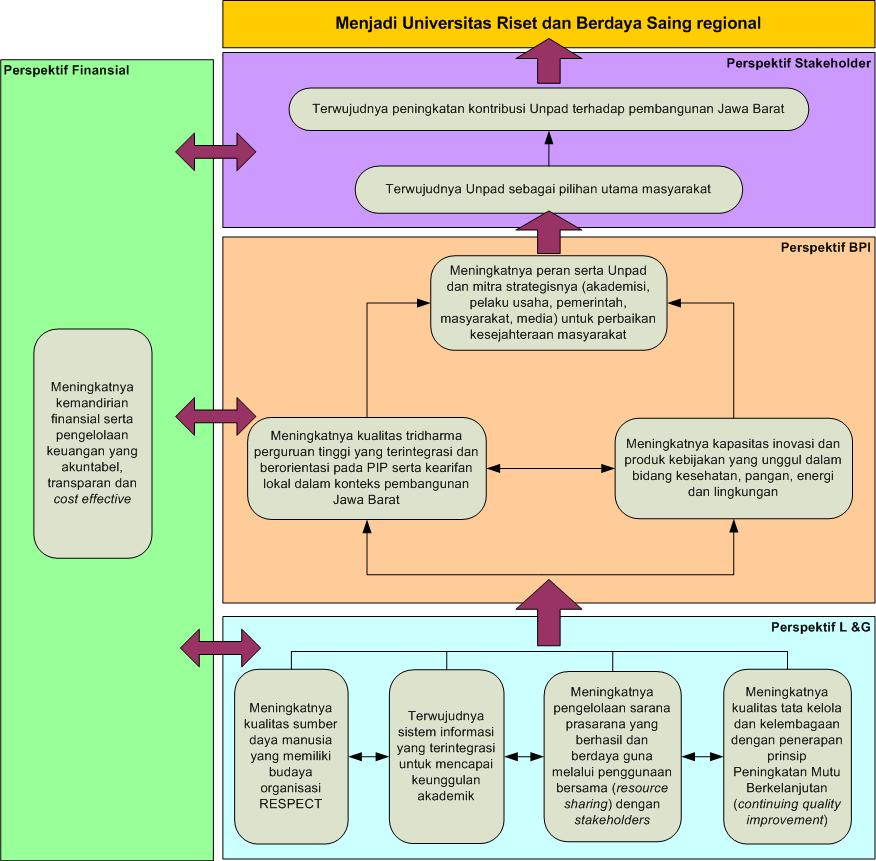 Menjadi Universitas Riset dan Berdaya Saing regional
Perspektif Finansial
Meningkatnya
kemandirian
finansial serta
pengelolaan
keuangan yang
akuntabel,
transparan dan
cost effective
Perspektif Stakeholder
Terwujudnya peningkatan kontribusi Unpad terhadap pembangunan Jawa Barat
Terwujudnya Unpad sebagai pilihan utama masyarakat
Perspektif BPI
Meningkatnya peran serta Unpad
dan mitra strategisnya (akademisi,
pelaku usaha, pemerintah,
masyarakat, media) untuk perbaikan
kesejahteraan masyarakat
Meningkatnya kualitas tridharma
perguruan tinggi yang terintegrasi dan
berorientasi pada PIP serta kearifan
lokal dalam konteks pembangunan
Jawa Barat
Meningkatnya kapasitas inovasi dan
produk kebijakan yang unggul dalam
bidang kesehatan, pangan, energi
dan lingkungan
Perspektif L &G
Meningkatnya
kualitas sumber
daya manusia
yang memiliki
budaya
organisasi
RESPECT
Terwujudnya
sistem informasi
yang terintegrasi
untuk mencapai
keunggulan
akademik
Meningkatnya
pengelolaan sarana
prasarana yang
berhasil dan
berdaya guna
melalui penggunaan
bersama (resource
sharing) dengan
stakeholders
Meningkatnya
kualitas tata kelola
dan kelembagaan
dengan penerapan
prinsip
Peningkatan Mutu
Berkelanjutan
(continuing quality
improvement)